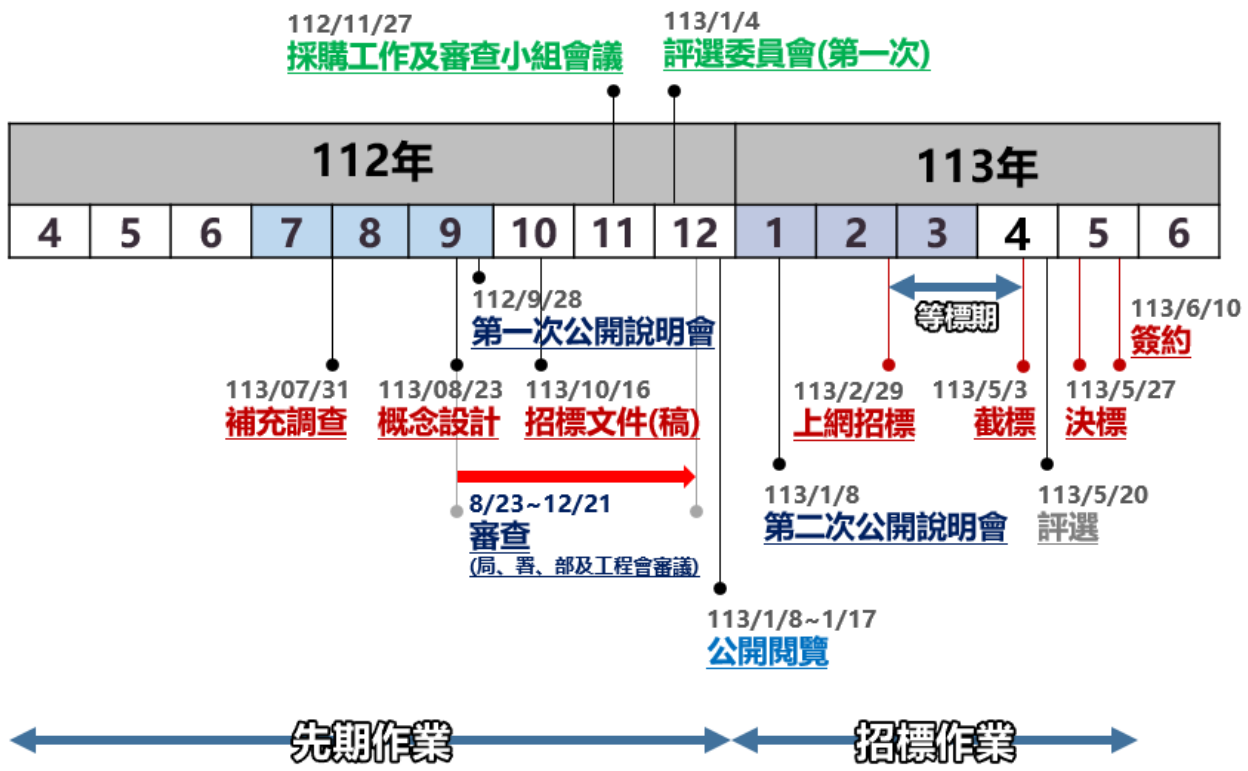 112/11/27
採購工作及審查小組會議
113/1/4
評選委員會(第一次)
112年
113年
4 5 6 7 8 9 10 11 12 1 2 3 4 5 6
112/9/28
第一次公開說明會
等標期
113/6/10
簽約
113/07/31
補充調查
113/08/23
概念設計
113/10/16
招標文件(稿)
113/2/29
上網招標
113/5/3
截標
113/5/27
決標
8/23~12/21
審查
(局、署、部及工程會審議)
113/1/8
第二次公開說明會
113/5/20
評選
113/1/8~1/17
公開閱覽
先期作業
招標作業